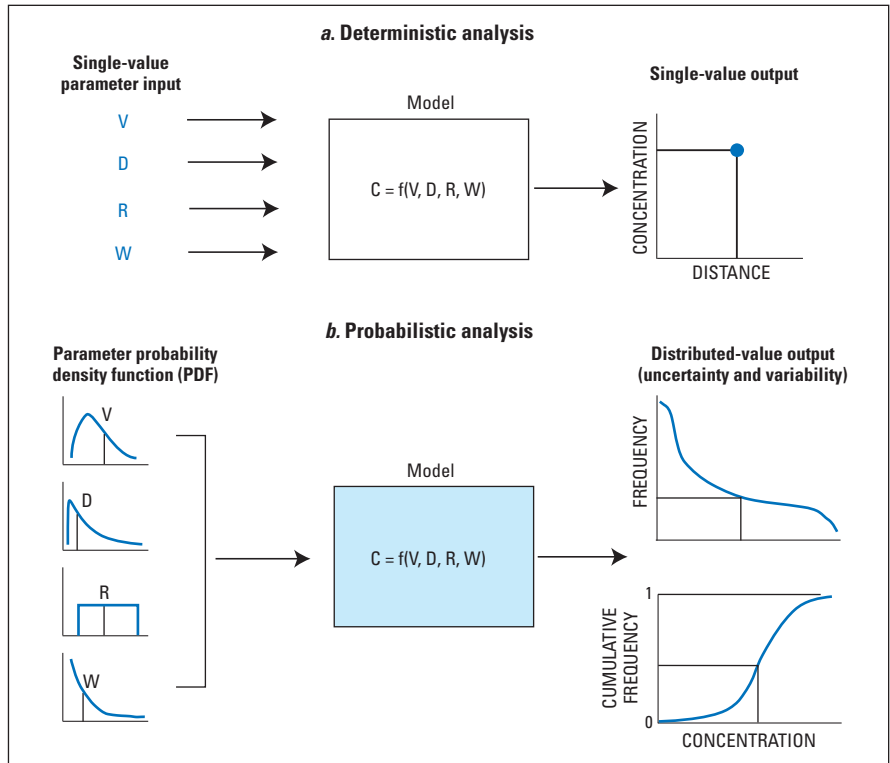 a. Deterministic analysis
Single-value
parameter input
V
D
R
W
Model
C = f(V, D, R, W)
Single-value output
CONCENTRATION
DISTANCE
b. Probabilistic analysis
Parameter probability
density function (PDF)
V
D
R
W
Model
C = f(V, D, R, W)
Distributed-value output
(uncertainty and variability)
FREQUENCY
1
CUMULATIVE
FREQUENCY
0
CONCENTRATION